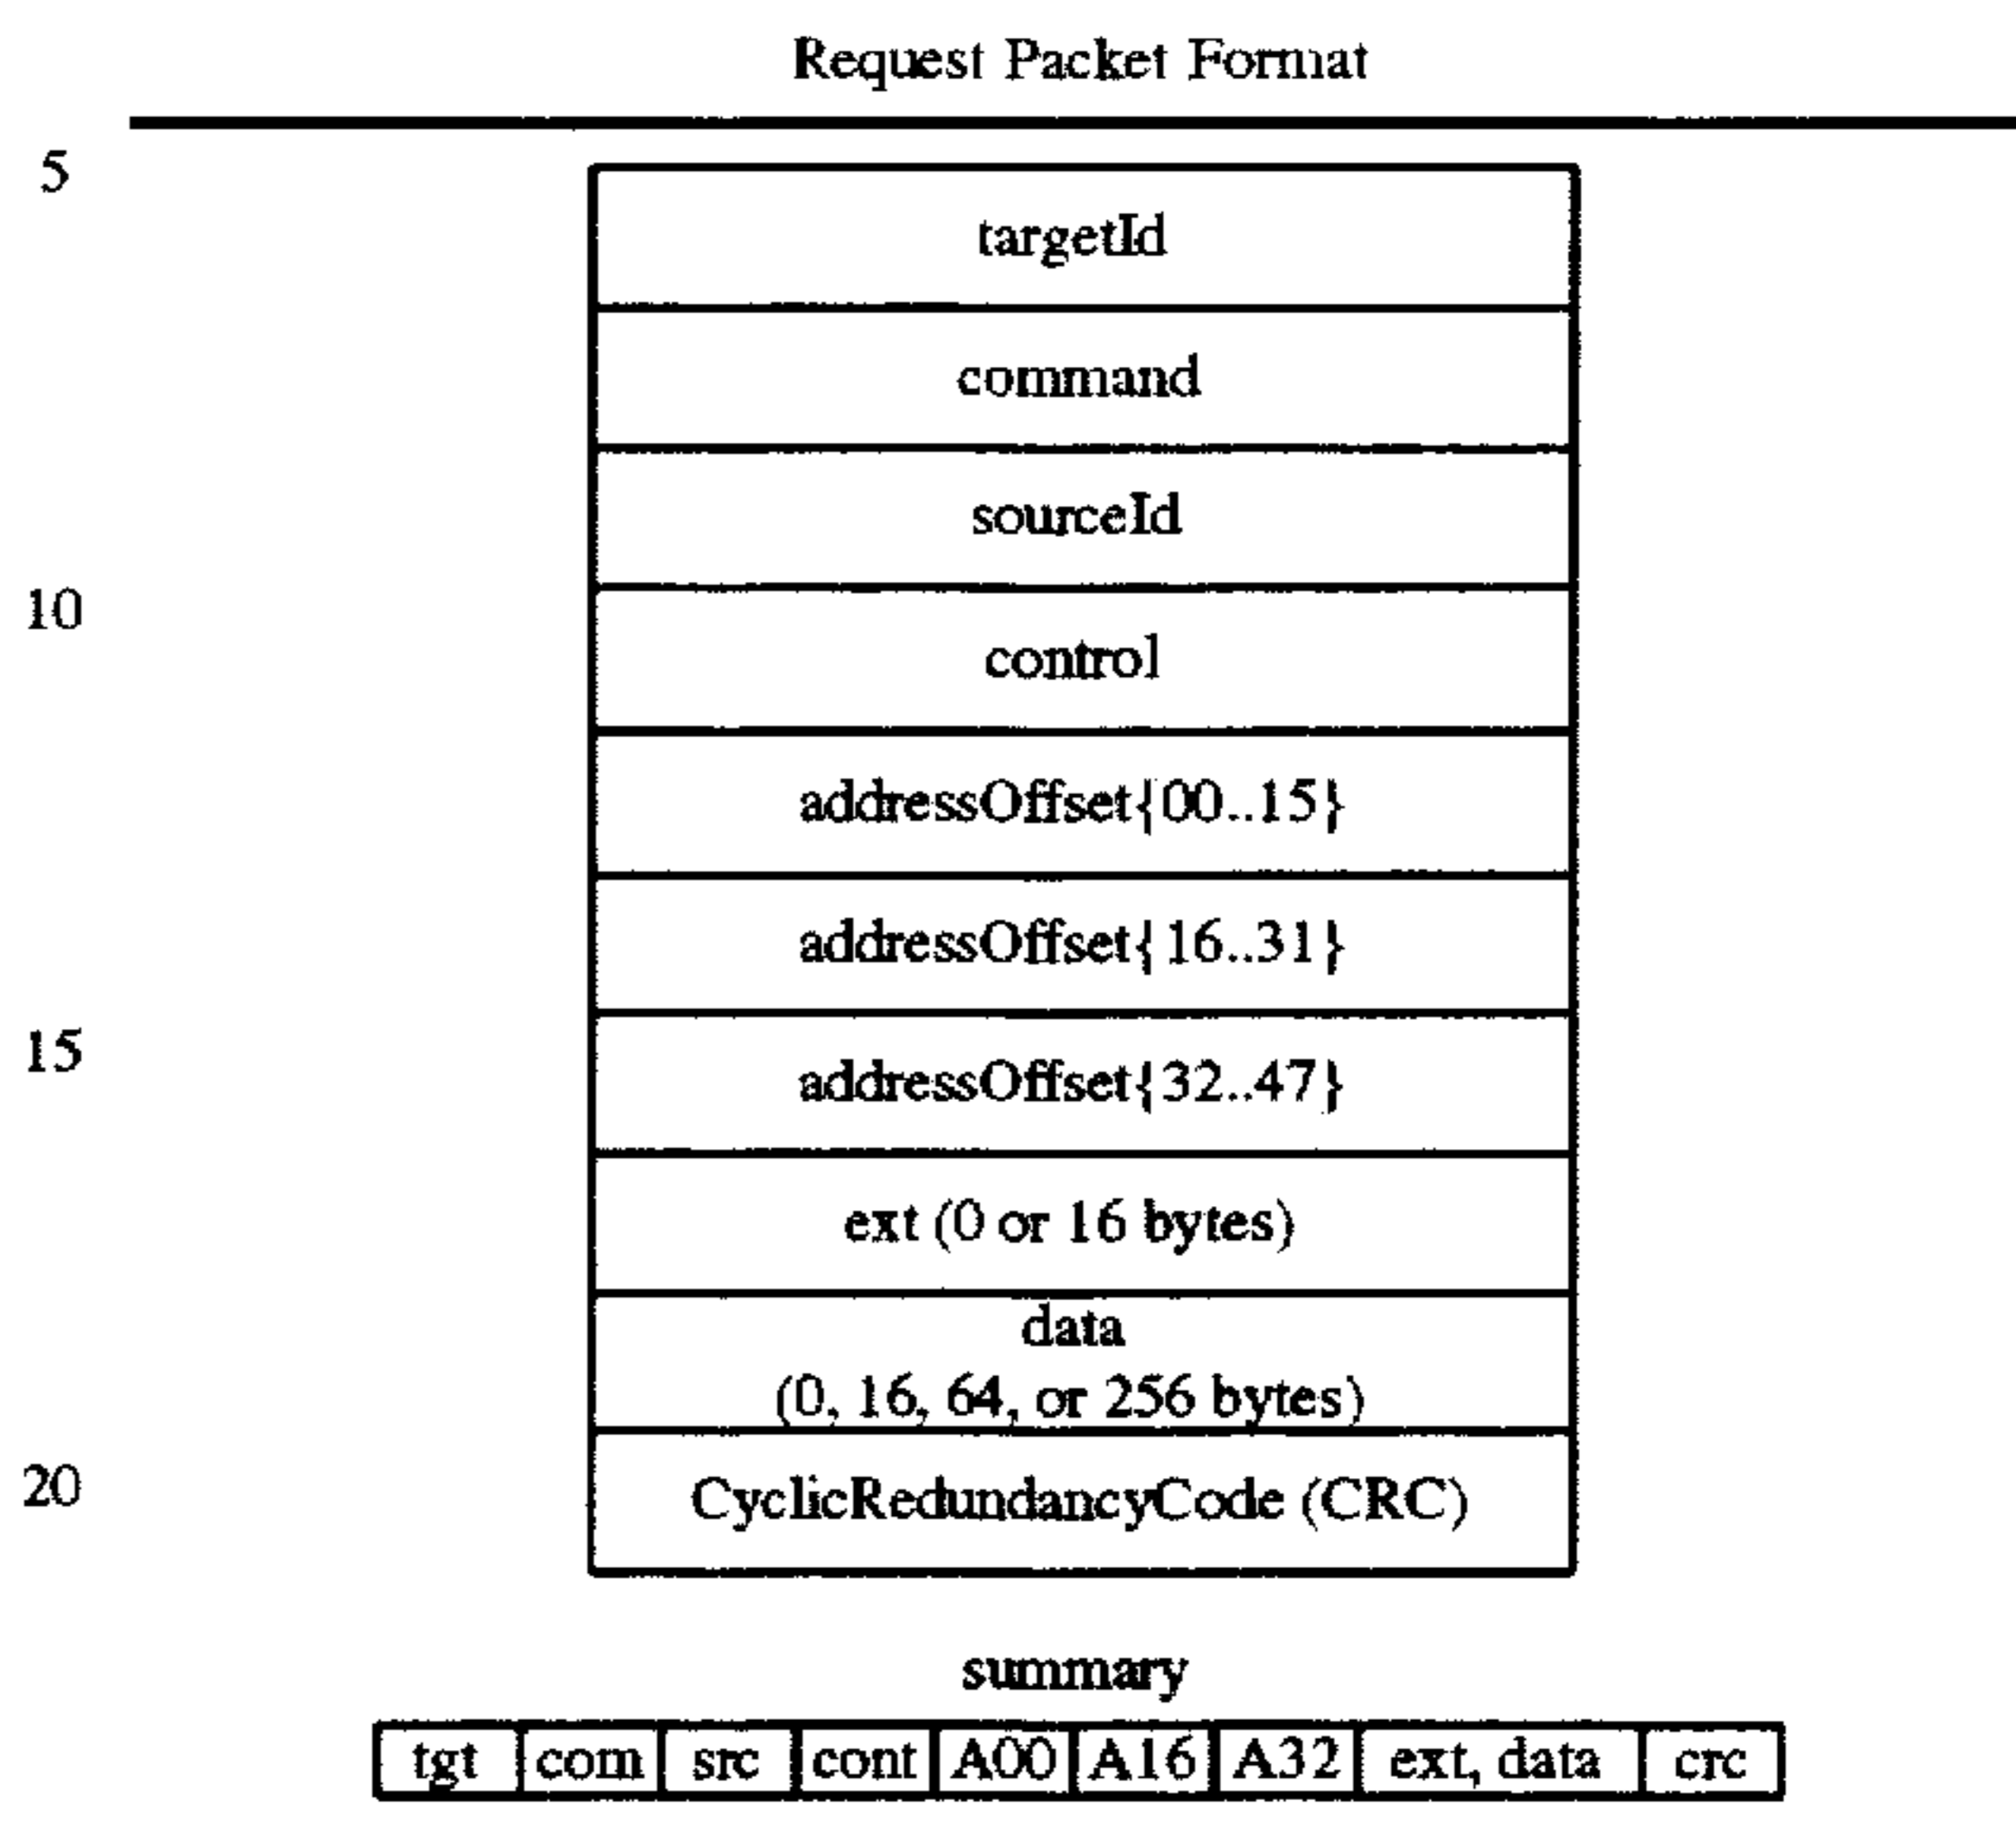 Request Packet Format
5
targetId
command
sourceId
10
control
addressOffset{00..15}
addressOffset{16..31}
15
addressOffset{32..47}
ext (0 or 16 bytes)
data
(0, 16, 64, or 256 bytes)
20
CyclicRedundancyCode (CRC)
summary
tgt com src cont A00 A16 A32 ext, data crc